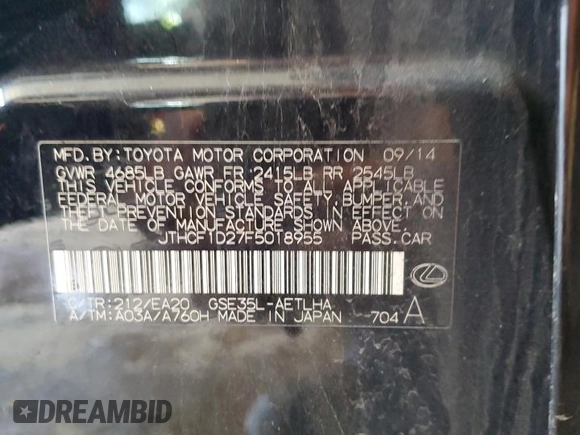 MFD.BY:TOYOTA MOTOR CORPORATION 09/14
GVWR 4685LB GAWR FR 2415LB RR 2545LB
THIS VEHICLE CONFORMS TO ALL APPLICABLE
FEDERAL MOTOR VEHICLE SAFETY,BUMPER,AND
THEFT PREVENTION STANDARDS IN EFFECT ON
THE DATE OF MANUFACTURE SHOWN ABOVE.
JTHCF1D27F5018955 PASS.CAR
C/TR:212/EA20 GSE35L-AETLHA
A/TM:A03A/A760H MADE IN JAPAN 704 A
DREAMBID